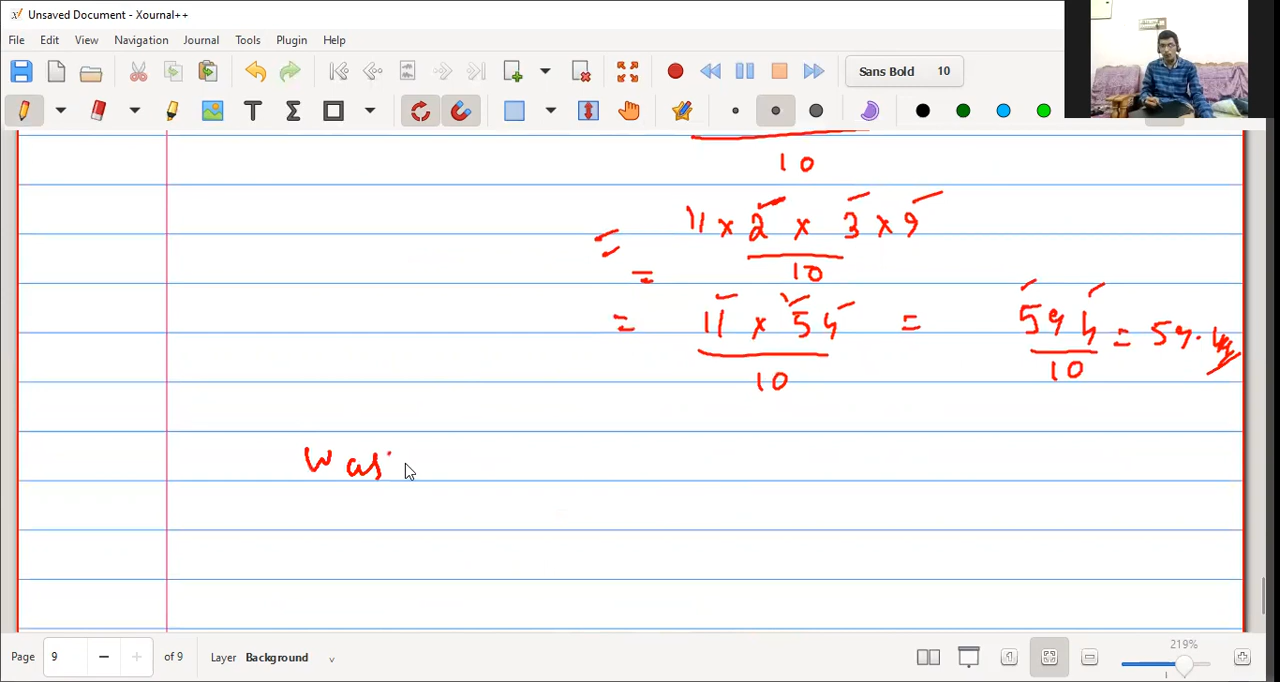 Unsaved Document - Xournal++
File Edit View Navigation Journal Tools Plugin Help
Sans Bold 10
10
= 11 x 2 x 3 x 9
= 10
= 11 x 54 = 594 = 59.
10 10
was
Page 9 of 9 Layer Background 219%